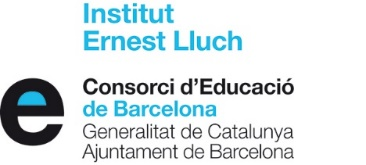 Institut
Ernest Lluch
Consorci d'Educació
de Barcelona
Generalitat de Catalunya
Ajuntament de Barcelona